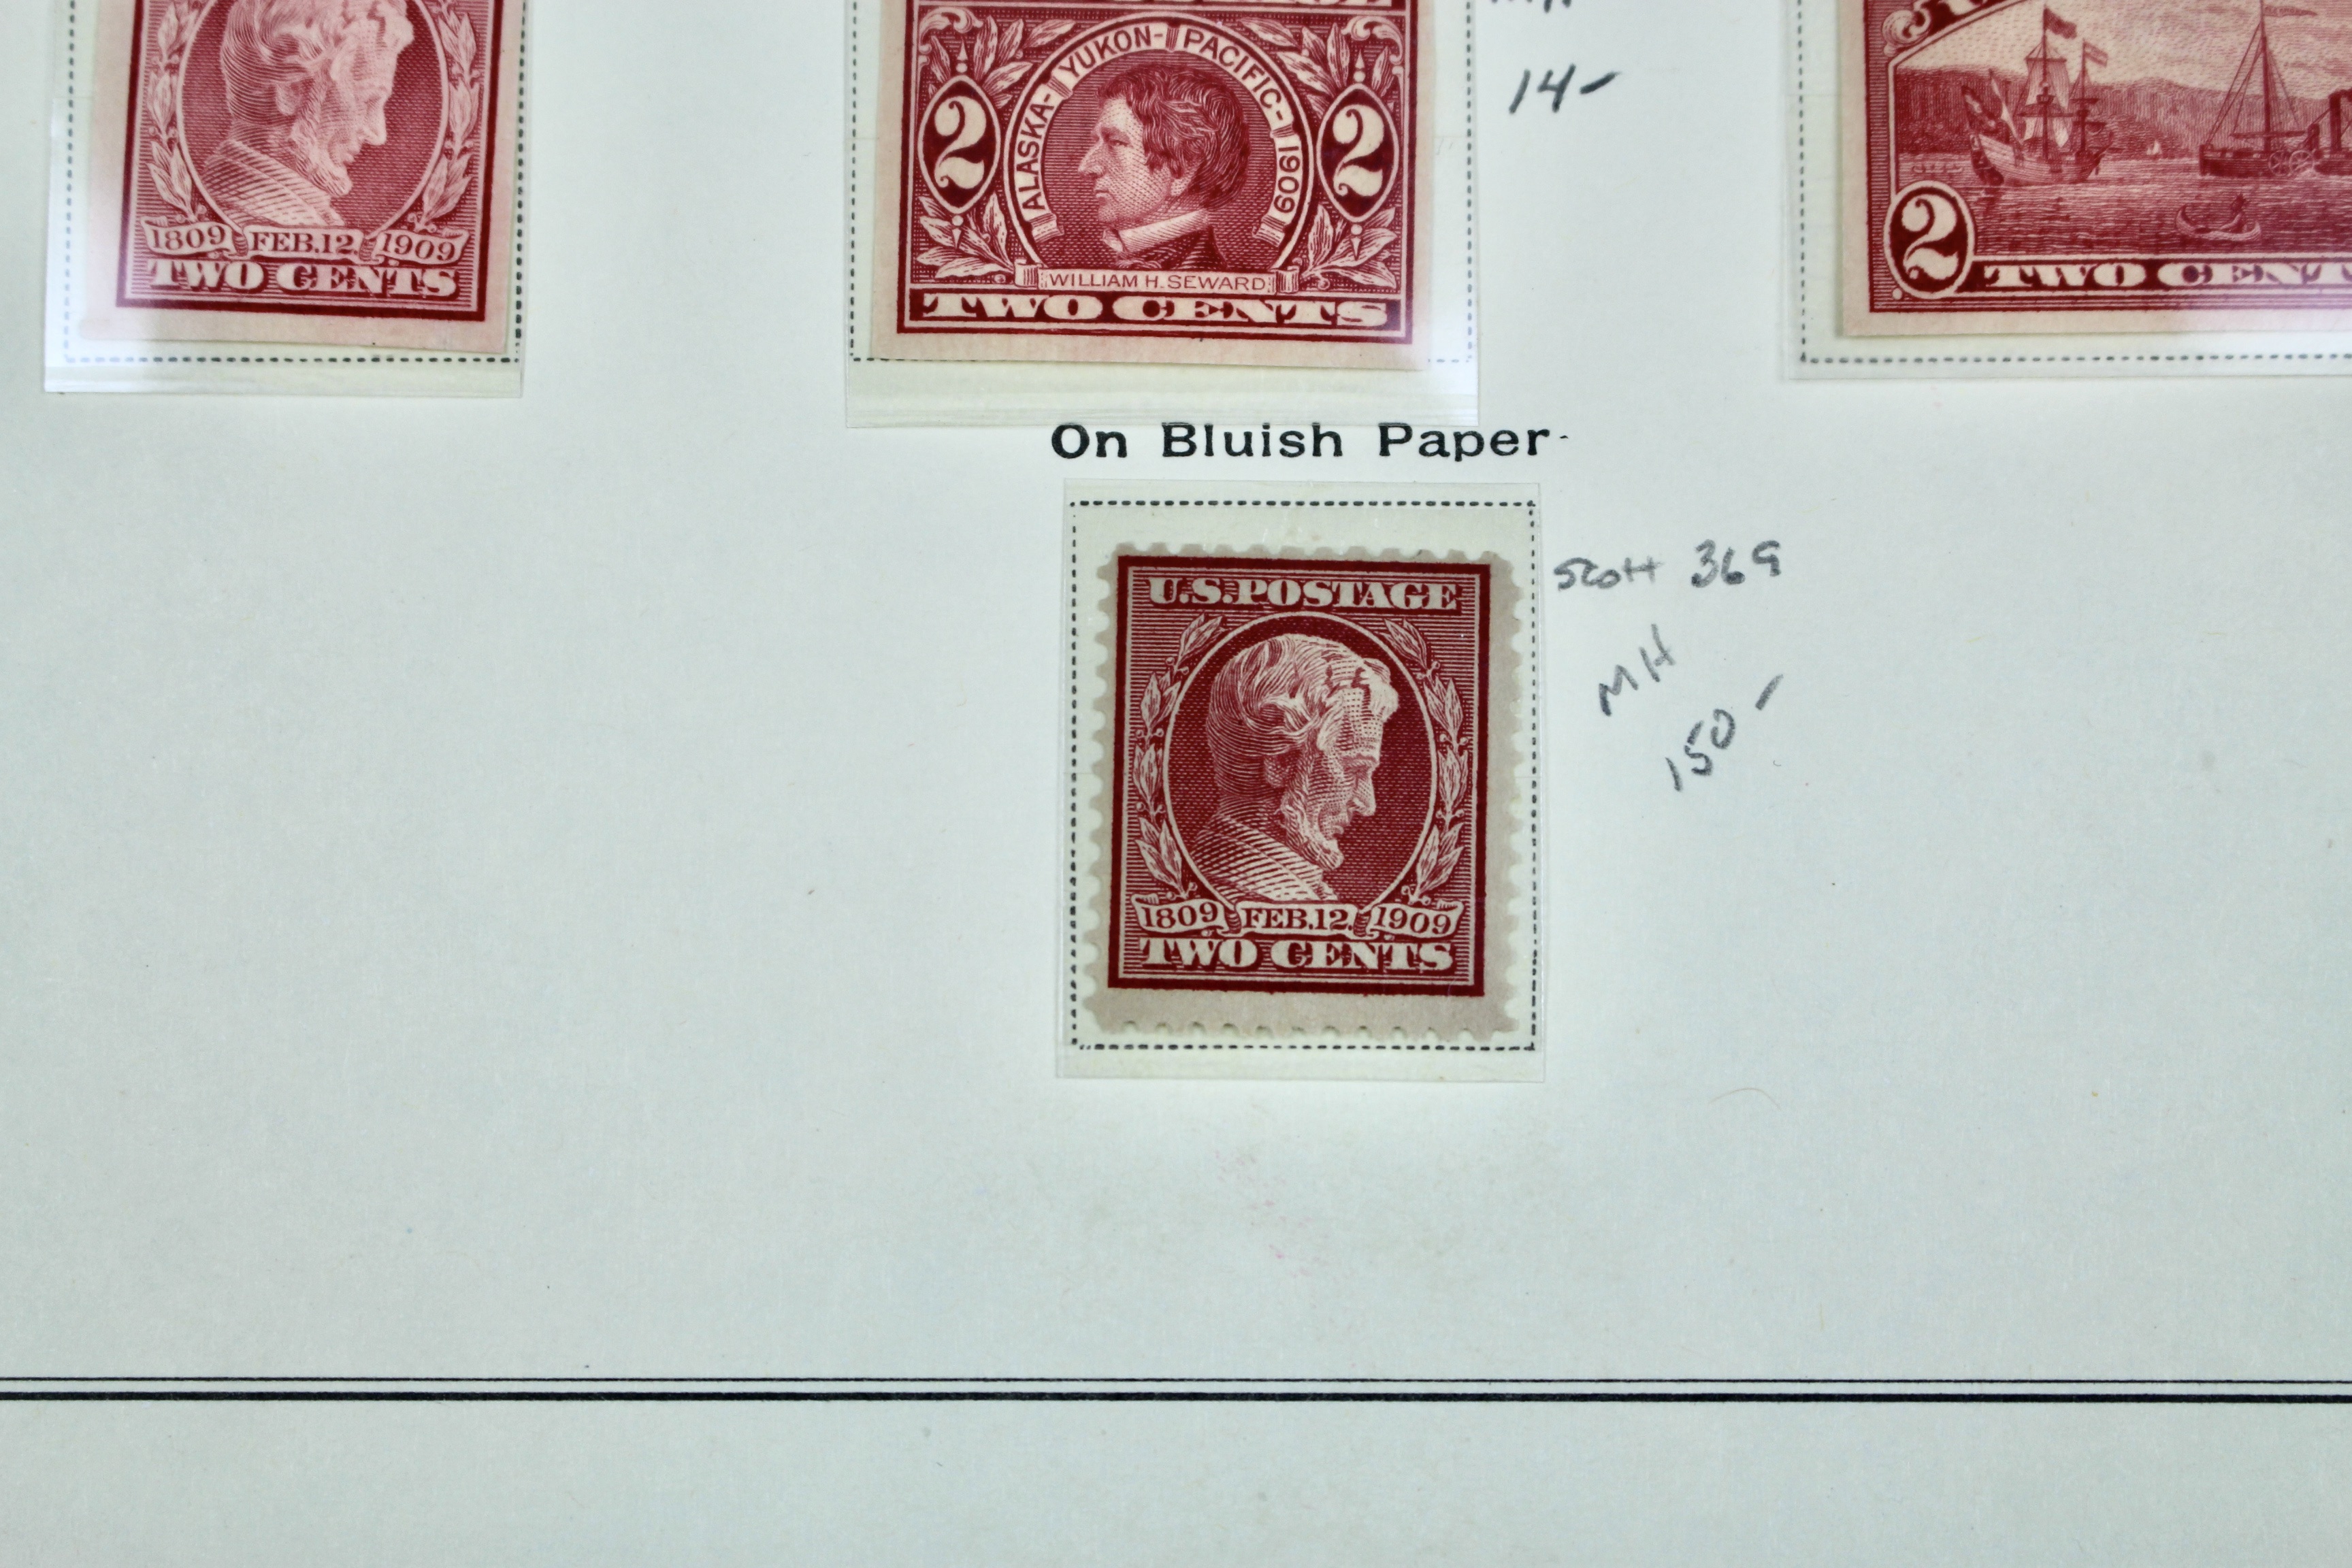 1809 FEB.12. 1909
TWO CENTS
ALASKA-YUKON-PACIFIC-1909
2 2
WILLIAM H. SEWARD
TWO CENTS
14-
2
TWO CENT
On Bluish Paper.
U.S. POSTAGE
1809 FEB.12. 1909
TWO CENTS
Scott 369
MH
150-